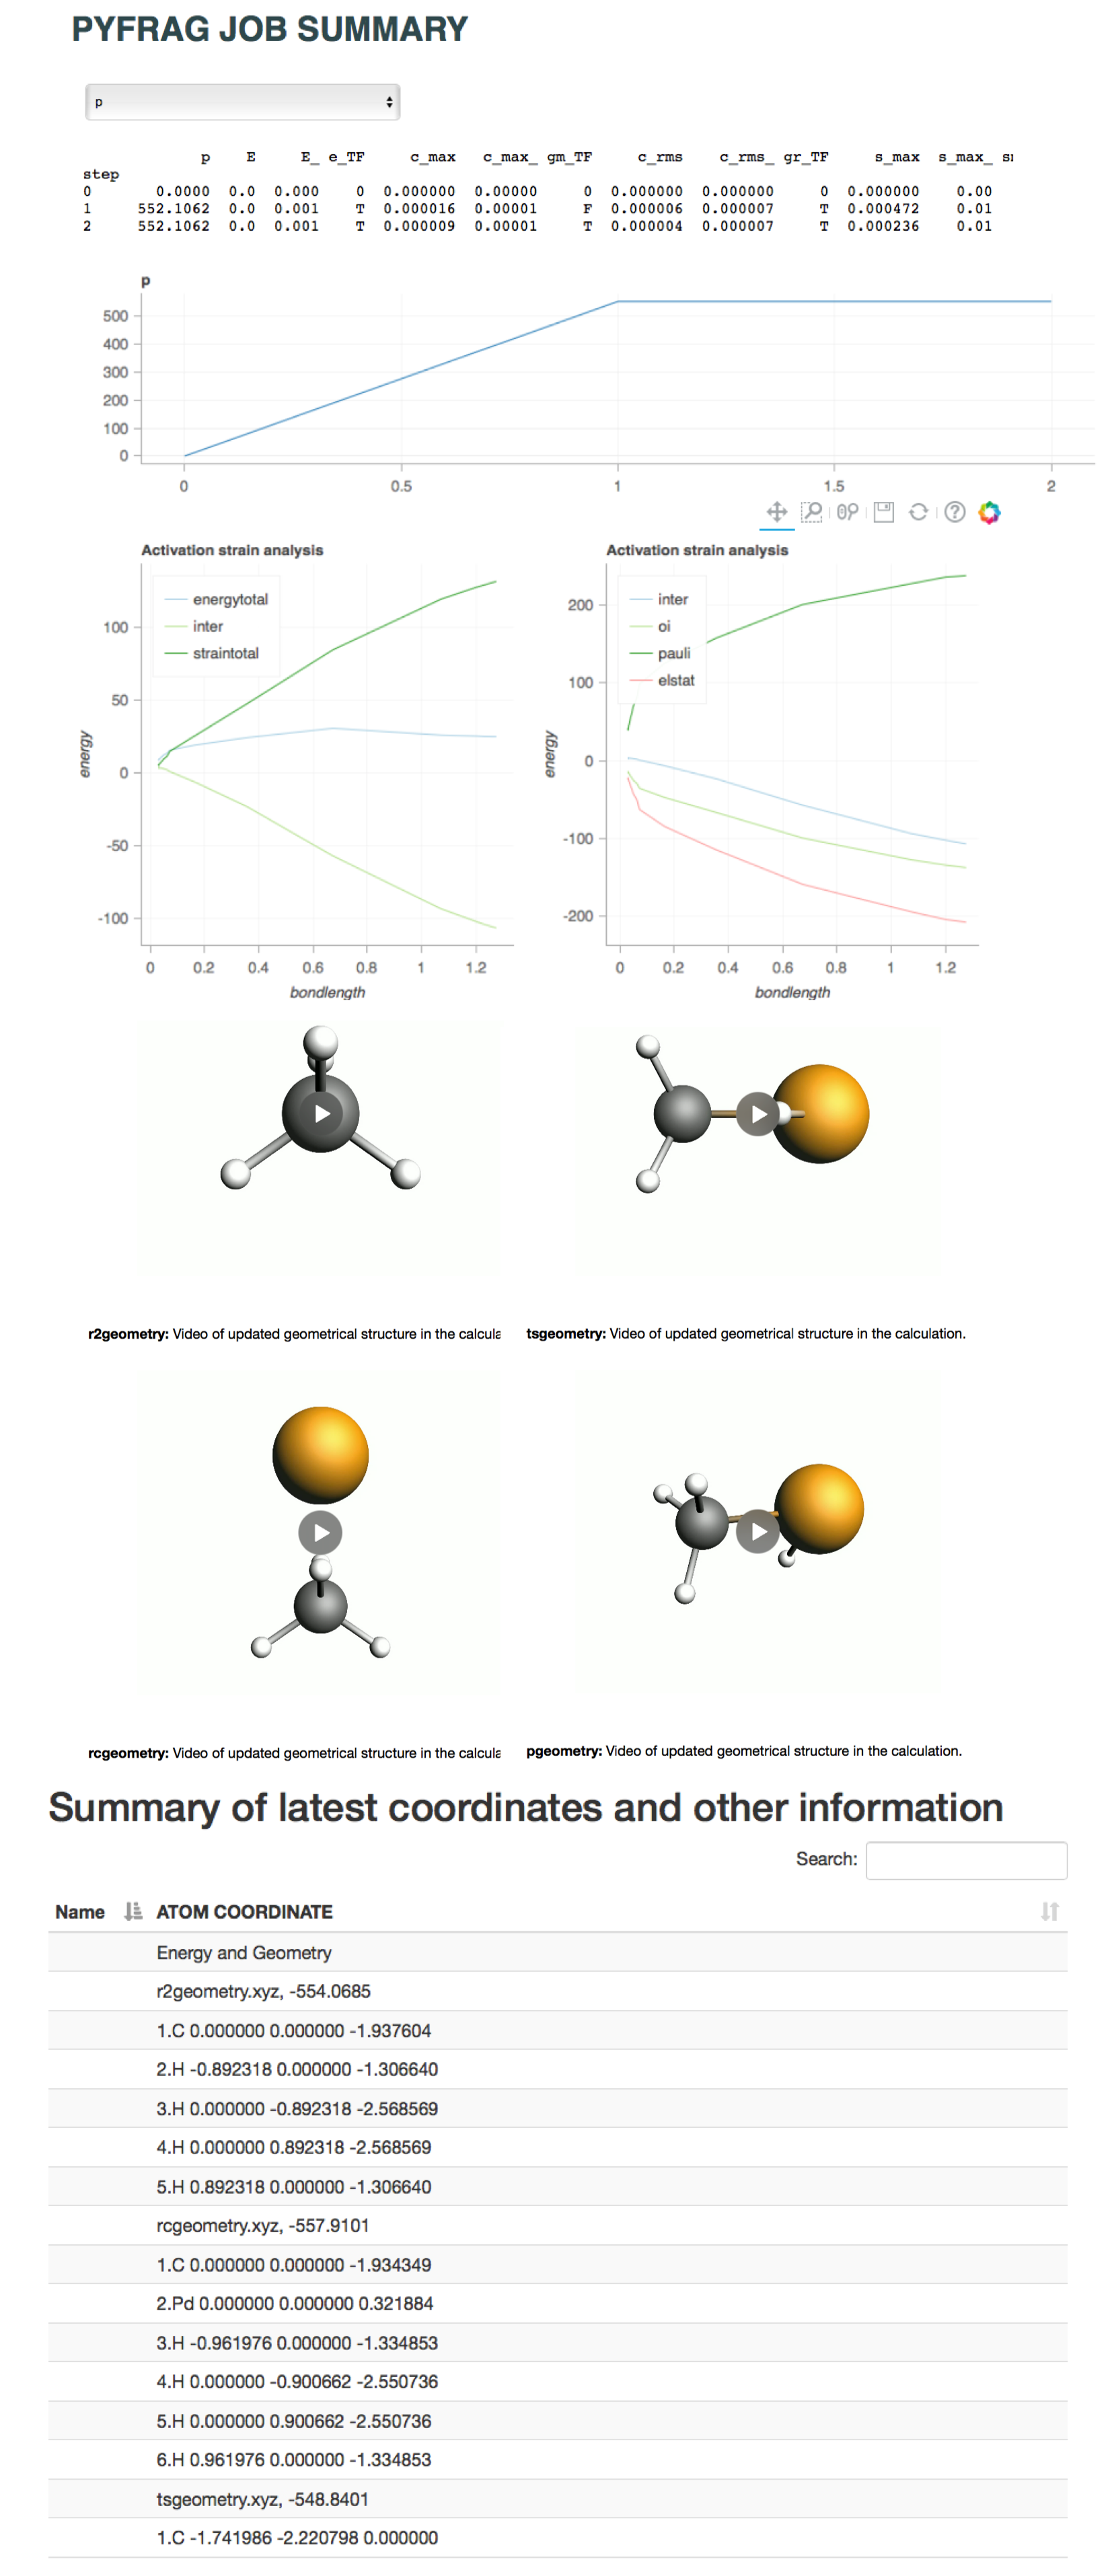 PYFRAG JOB SUMMARY
p
p E E_ e_TF c_max c_max_ gm_TF c_rms c_rms_ gr_TF s_max s_max_
step
0 0.0000 0.0 0.000 0 0.000000 0.00000 0 0.000000 0.000000 0 0.000000 0.00
1 552.1062 0.0 0.001 T 0.000016 0.00001 F 0.000006 0.000007 T 0.000472 0.01
2 552.1062 0.0 0.001 T 0.000009 0.00001 T 0.000004 0.000007 T 0.000236 0.01
p
500
400
300
200
100
0
0 0.5 1 1.5 2
Activation strain analysis
energytotal
inter
straintotal
100
50
0
-50
-100
energy
0 0.2 0.4 0.6 0.8 1 1.2
bondlength
Activation strain analysis
inter
oi
pauli
elstat
200
100
0
-100
-200
energy
0 0.2 0.4 0.6 0.8 1 1.2
bondlength
r2geometry: Video of updated geometrical structure in the calcula
tsgeometry: Video of updated geometrical structure in the calculation.
rcgeometry: Video of updated geometrical structure in the calcula
pgeometry: Video of updated geometrical structure in the calculation.
Summary of latest coordinates and other information
Search:
Name ATOM COORDINATE
Energy and Geometry
r2geometry.xyz, -554.0685
1.C 0.000000 0.000000 -1.937604
2.H -0.892318 0.000000 -1.306640
3.H 0.000000 -0.892318 -2.568569
4.H 0.000000 0.892318 -2.568569
5.H 0.892318 0.000000 -1.306640
rcgeometry.xyz, -557.9101
1.C 0.000000 0.000000 -1.934349
2.Pd 0.000000 0.000000 0.321884
3.H -0.961976 0.000000 -1.334853
4.H 0.000000 -0.900662 -2.550736
5.H 0.000000 0.900662 -2.550736
6.H 0.961976 0.000000 -1.334853
tsgeometry.xyz, -548.8401
1.C -1.741986 -2.220798 0.000000